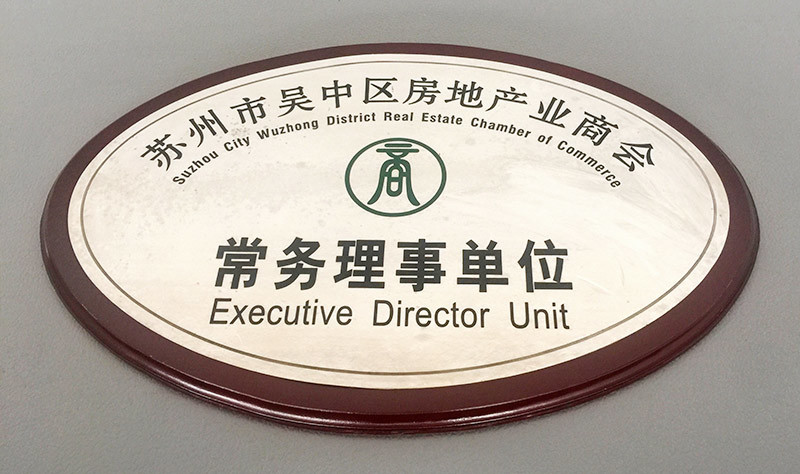 苏州市吴中区房地产业商会
Suzhou City Wuzhong District Real Estate Chamber of Commerce
商
常务理事单位
Executive Director Unit